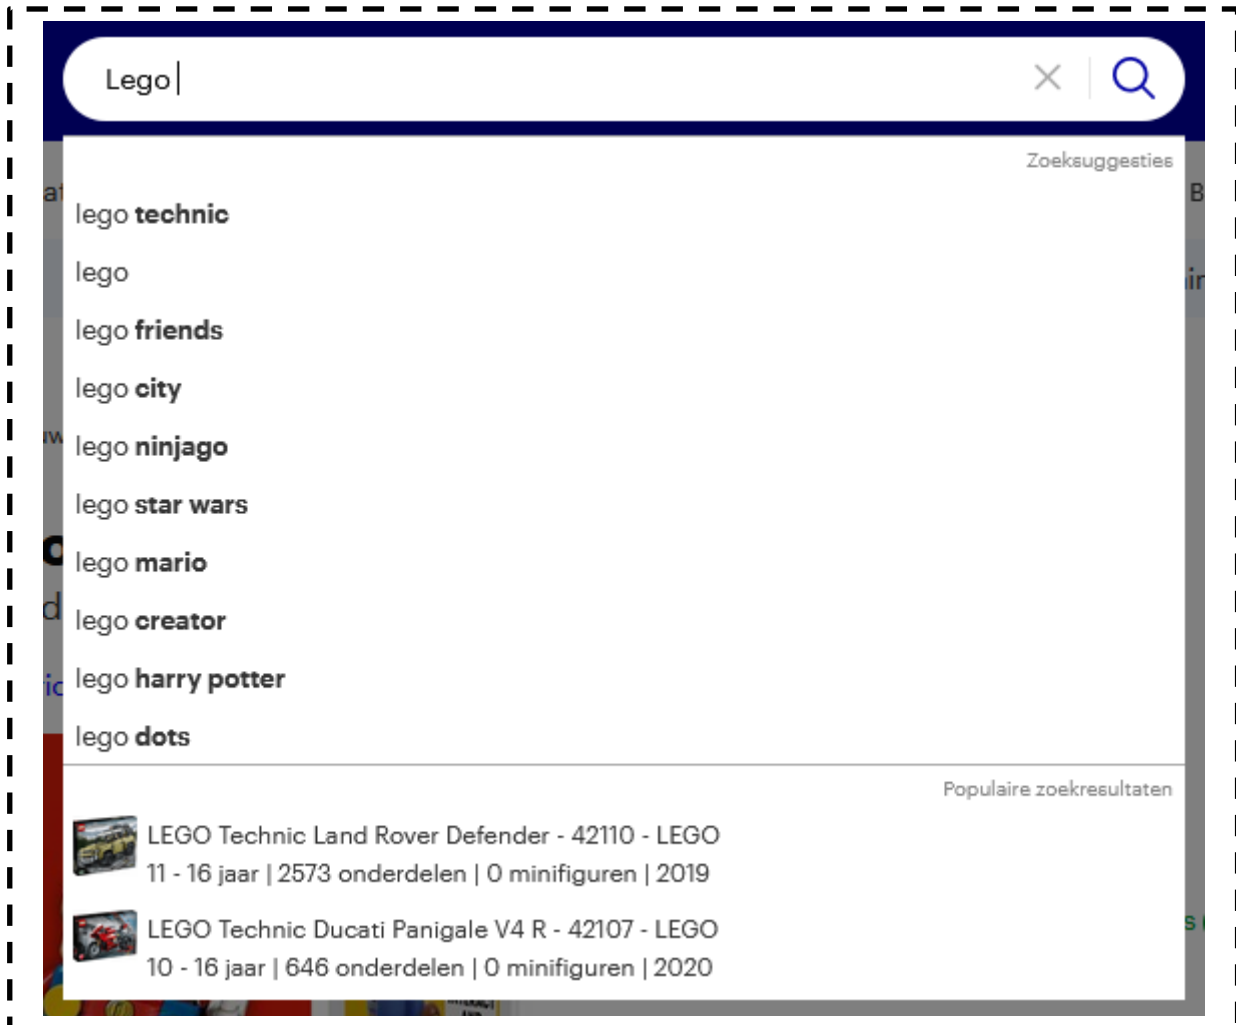 Lego
Zoeksuggesties
lego technic
lego
lego friends
lego city
lego ninjago
lego star wars
lego mario
lego creator
lego harry potter
lego dots
Populaire zoekresultaten
LEGO Technic Land Rover Defender - 42110 - LEGO
11 - 16 jaar | 2573 onderdelen | 0 minifiguren | 2019
LEGO Technic Ducati Panigale V4 R - 42107 - LEGO
10 - 16 jaar | 646 onderdelen | 0 minifiguren | 2020